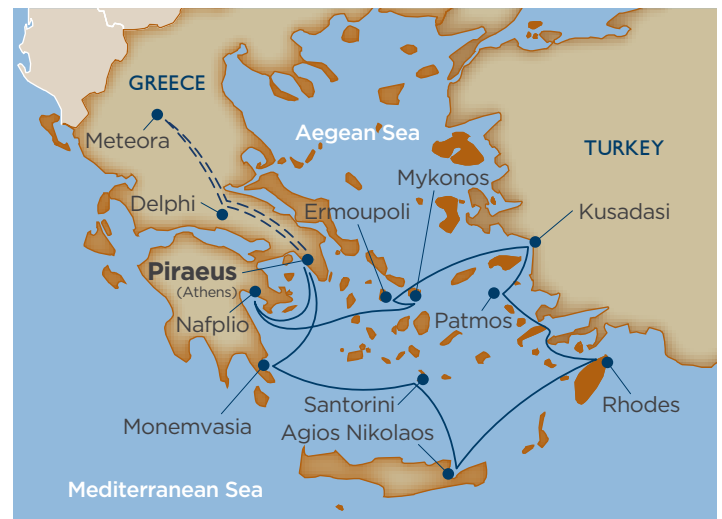 GREECE
Meteora
Aegean Sea
TURKEY
Mykonos
Delphi
Ermoupoli
Kusadasi
Piraeus
(Athens)
Nafplio
Patmos
Santorini
Rhodes
Monemvasia
Agios Nikolaos
Mediterranean Sea